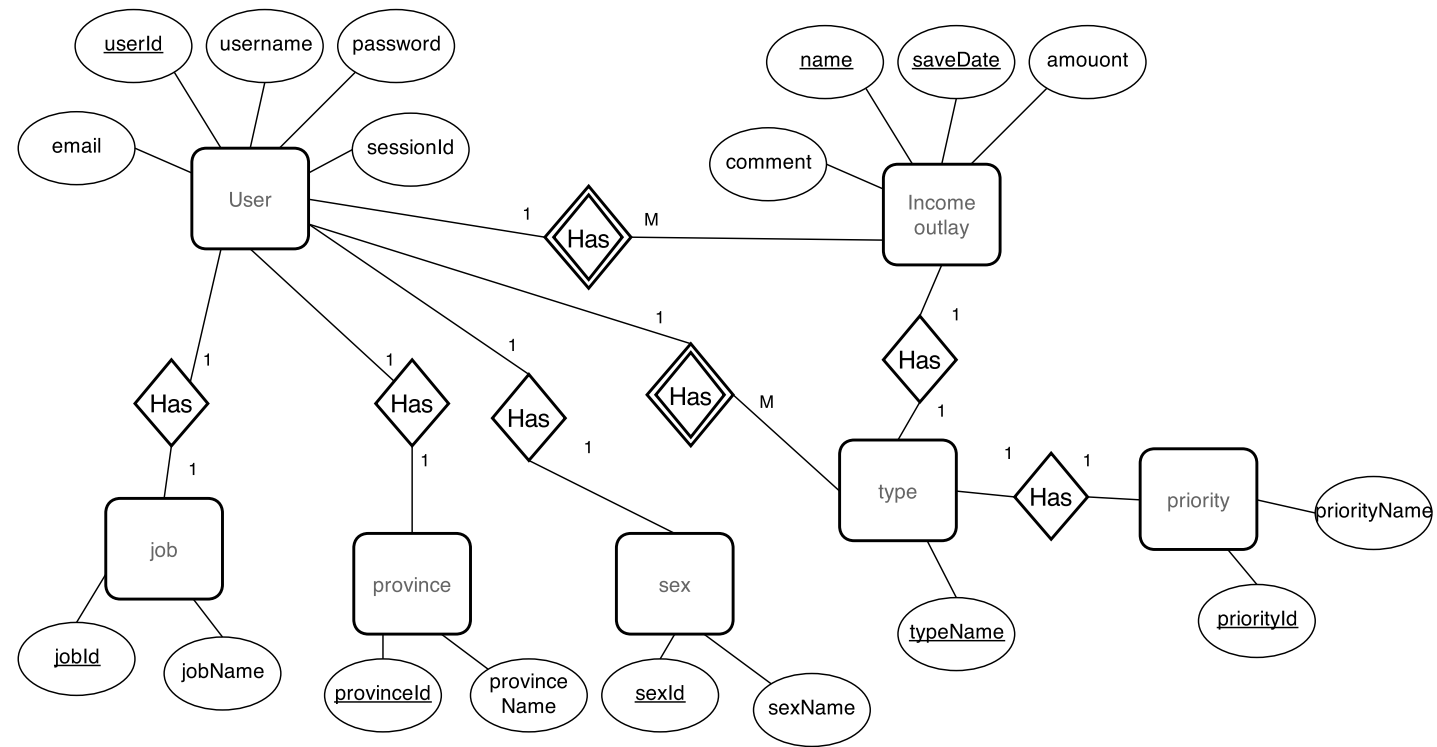 userId
username
password
name
saveDate
amouont
email
sessionId
comment
User
Income
outlay
1
Has
M
1
1
1
1
1
Has
Has
Has
Has
M
Has
1
1
1
1
1
1
job
province
sex
type
Has
priority
priorityName
jobId
jobName
provinceId
province
Name
sexId
sexName
typeName
priorityId